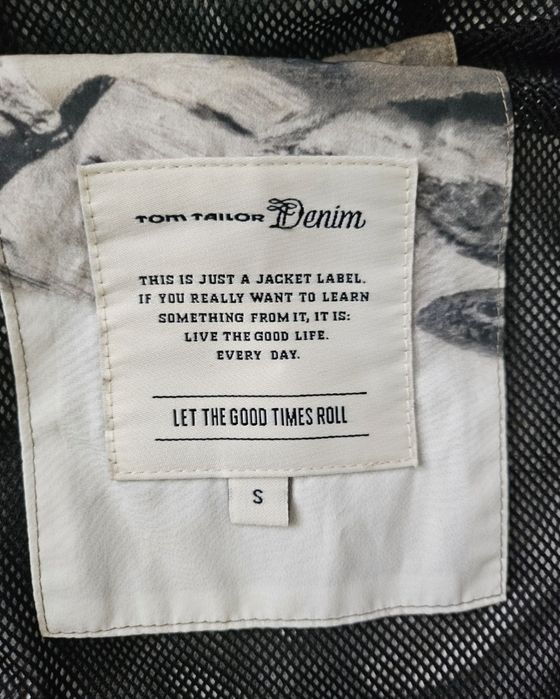 TOM TAILOR Denim
THIS IS JUST A JACKET LABEL.
IF YOU REALLY WANT TO LEARN
SOMETHING FROM IT, IT IS:
LIVE THE GOOD LIFE.
EVERY DAY.
LET THE GOOD TIMES ROLL
S